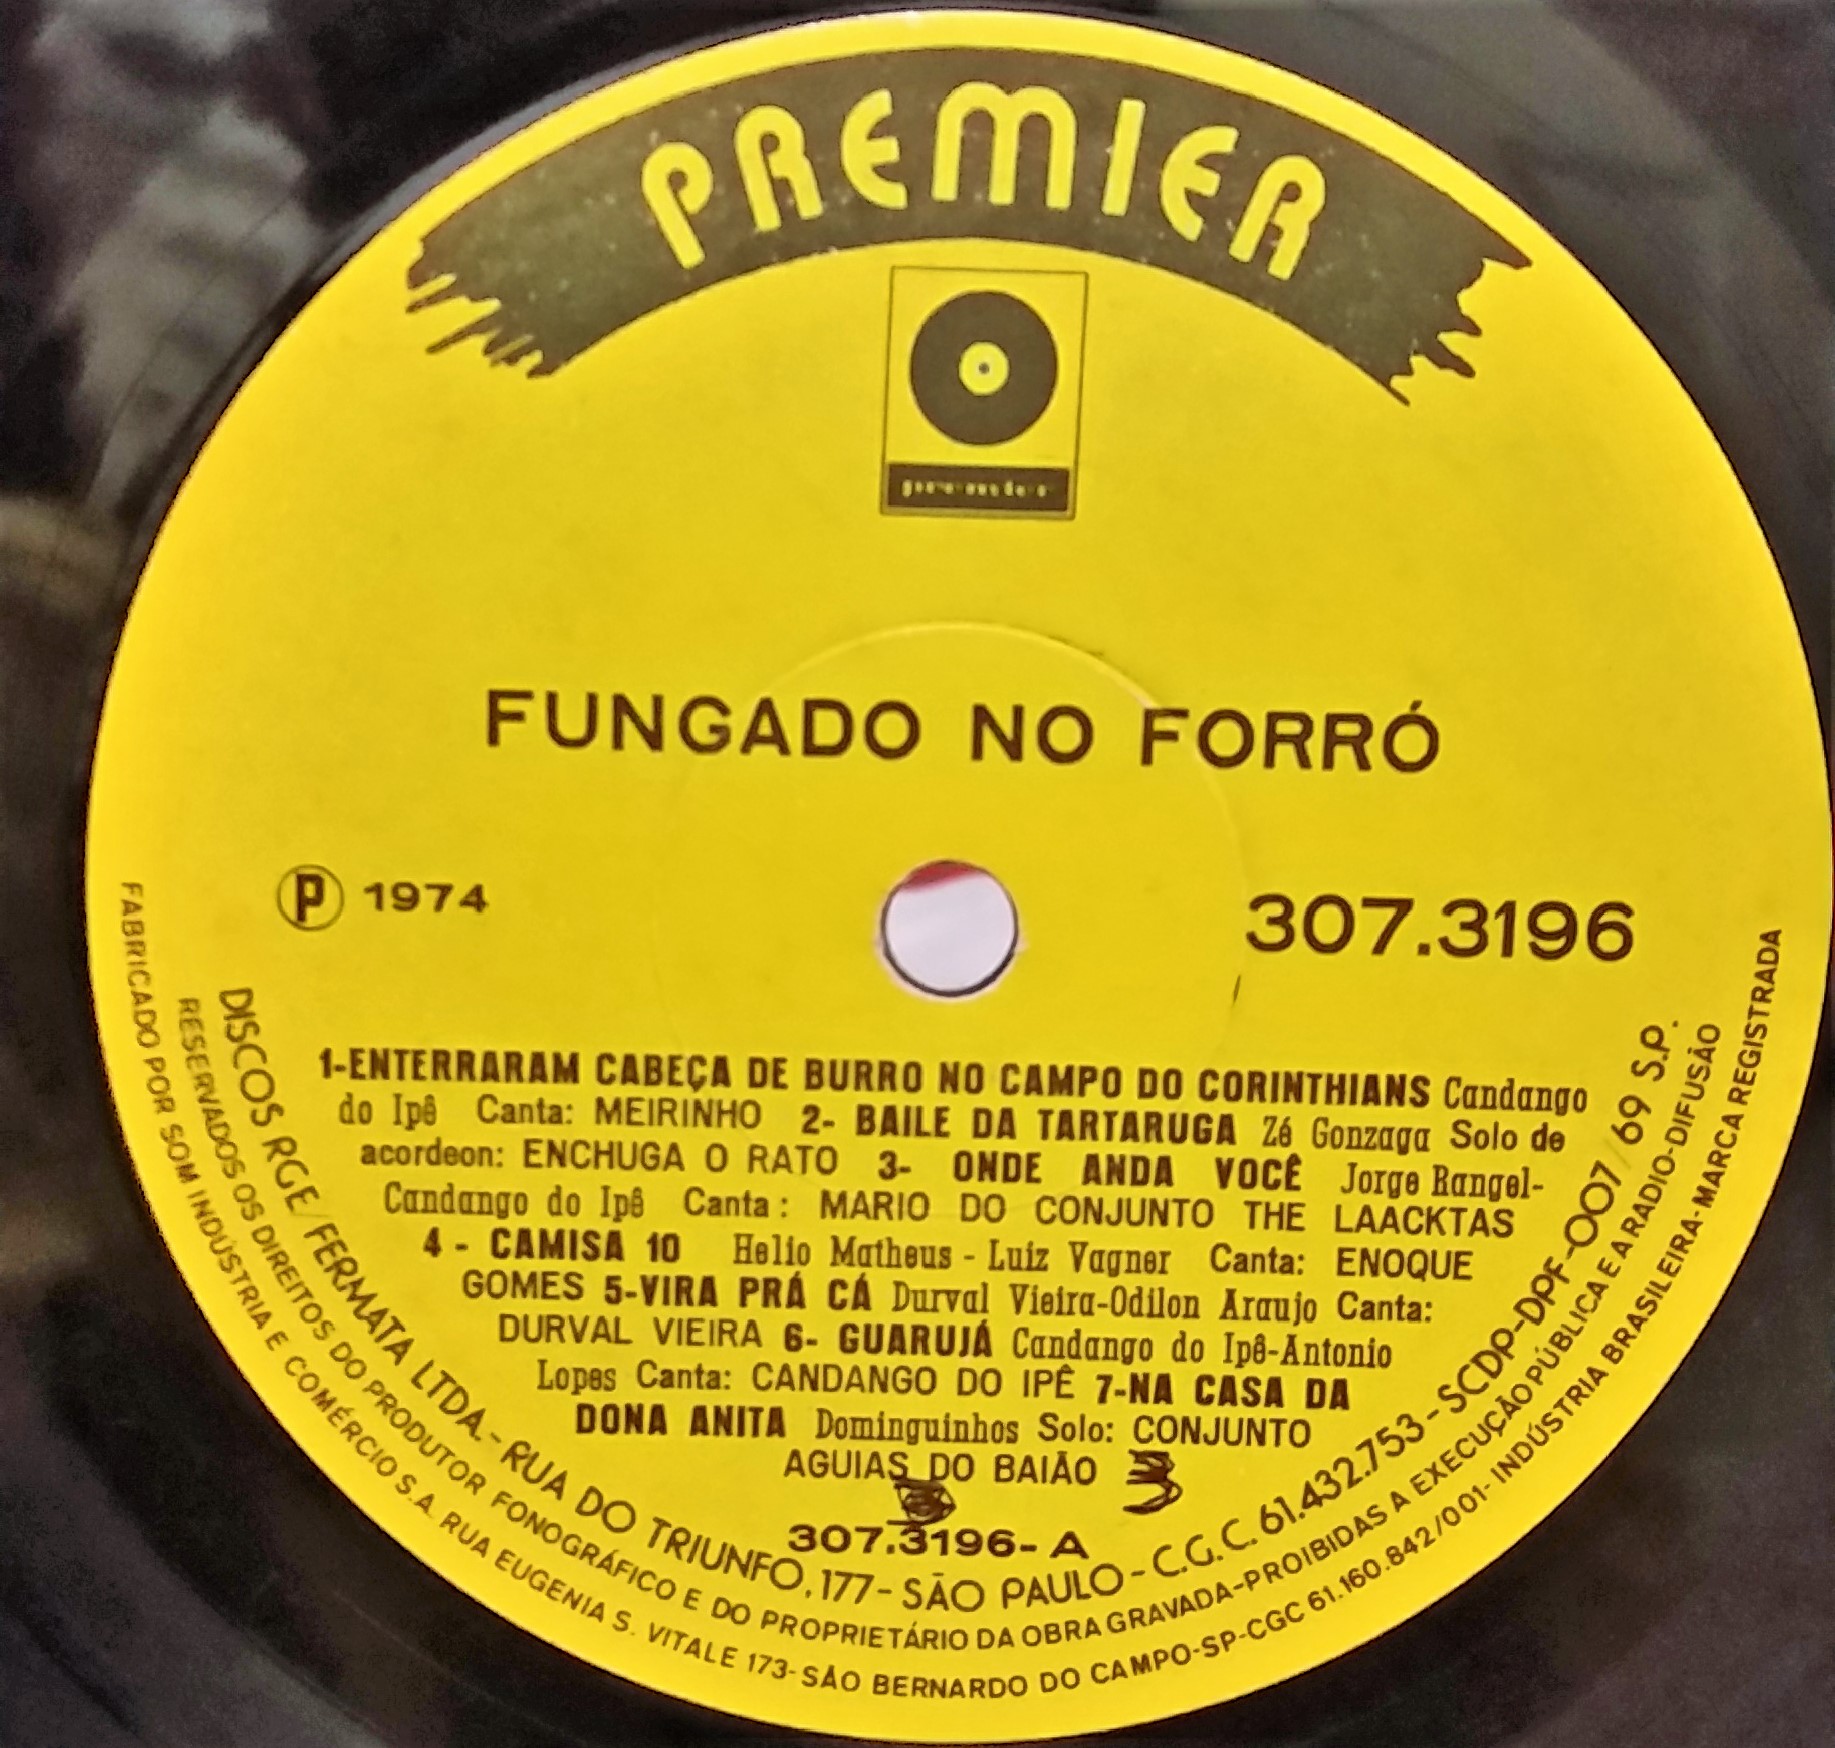 PREMIER
premier
FUNGADO NO FORRÓ
P 1974
307.3196
1-ENTERRARAM CABEÇA DE BURRO NO CAMPO DO CORINTHIANS Candango
do Ipê Canta: MEIRINHO 2- BAILE DA TARTARUGA Zé Gonzaga Solo de
acordeon: ENCHUGA O RATO 3- ONDE ANDA VOCÊ Jorge Rangel-
Candango do Ipê Canta: MARIO DO CONJUNTO THE LAACKTAS
4 - CAMISA 10 Helio Matheus - Luiz Vagner Canta: ENOQUE
GOMES 5-VIRA PRÁ CÁ Durval Vieira-Odilon Araujo Canta:
DURVAL VIEIRA 6- GUARUJÁ Candango do Ipê-Antonio
Lopes Canta: CANDANGO DO IPÊ 7-NA CASA DA
DONA ANITA Dominguinhos Solo: CONJUNTO
AGUIAS DO BAIÃO 3
307.3196-A
DISCOS RGE/FERMATA LTDA.-RUA DO TRIUNFO, 177-SÃO PAULO-C.G.C. 61.432.753-SCDP-DPF-007/69 S.P.
RESERVADOS OS DIREITOS DO PRODUTOR FONOGRÁFICO E DO PROPRIETÁRIO DA OBRA GRAVADA-PROIBIDAS A EXECUÇÃO PÚBLICA E A RADIO-DIFUSÃO
FABRICADO POR SOM INDÚSTRIA E COMÉRCIO S.A. RUA EUGENIA S. VITALE 173-SÃO BERNARDO DO CAMPO-SP-CGC 61.160.842/001-INDÚSTRIA BRASILEIRA-MARCA REGISTRADA